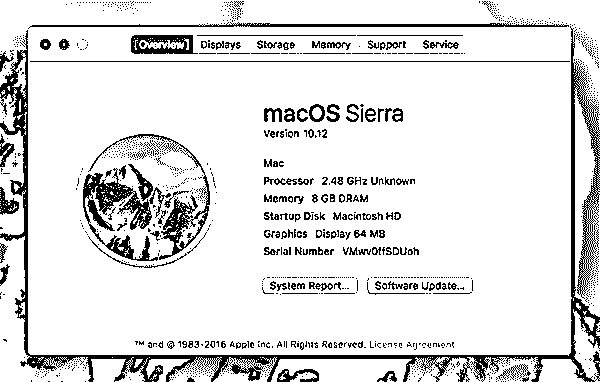 Overview Displays Storage Memory Support Service
macOS Sierra
Version 10.12
Mac
Processor 2.48 GHz Unknown
Memory 8 GB DRAM
Startup Disk Macintosh HD
Graphics Display 64 MB
Serial Number VMwv0ffSDUoh
System Report... Software Update...
™ and © 1983-2016 Apple Inc. All Rights Reserved. License Agreement